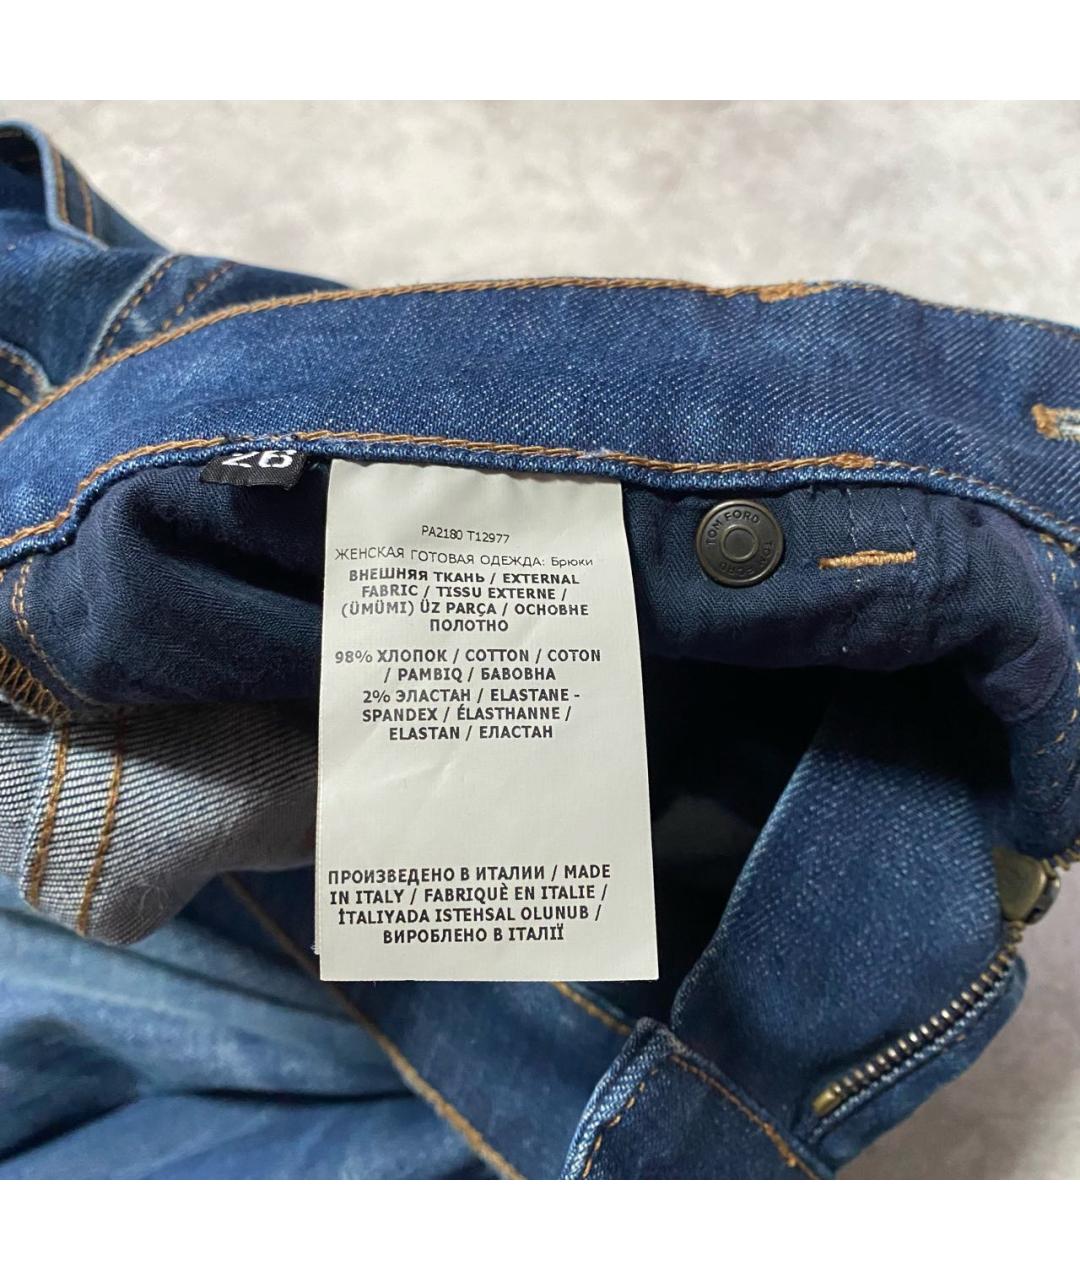 26
TOM FORD
TOM FORD
PA2180 T12977
ЖЕНСКАЯ ГОТОВАЯ ОДЕЖДА: Брюки
ВНЕШНЯЯ ТКАНЬ / EXTERNAL
FABRIC / TISSU EXTERNE /
(ÜMÜMI) ÜZ PARÇA / ОСНОВНЕ
ПОЛОТНО
98% ХЛОПОК / COTTON / COTON
/ PAMBIQ / БАВОВНА
2% ЭЛАСТАН / ELASTANE -
SPANDEX / ÉLASTHANNE /
ELASTAN / ЕЛАСТАН
ПРОИЗВЕДЕНО В ИТАЛИИ / MADE
IN ITALY / FABRIQUÈ EN ITALIE /
İTALIYADA ISTEHSAL OLUNUB /
ВИРОБЛЕНО В ІТАЛІЇ